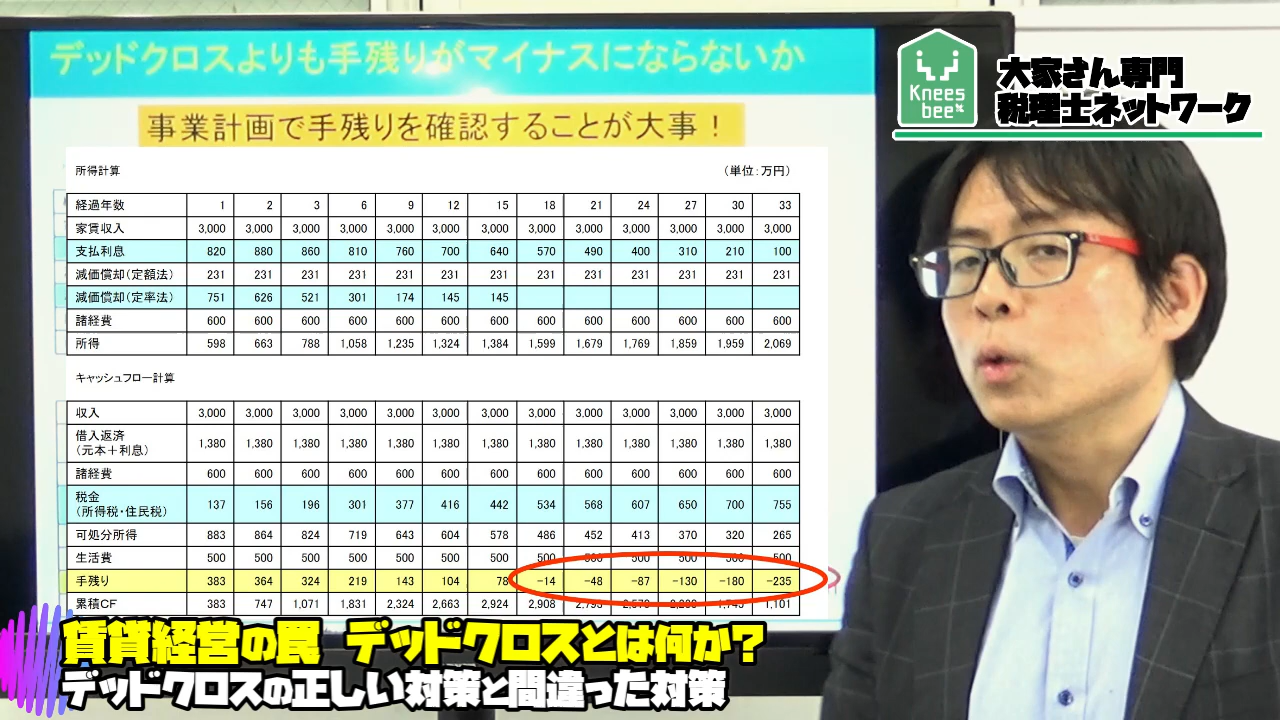 デッドクロスよりも手残りがマイナスにならないか
Knees
bee
大家さん専門
税理士ネットワーク
事業計画で手残りを確認することが大事！
所得計算 （単位：万円）
経過年数 1 2 3 6 9 12 15 18 21 24 27 30 33
家賃収入 3,000 3,000 3,000 3,000 3,000 3,000 3,000 3,000 3,000 3,000 3,000 3,000 3,000
支払利息 820 880 860 810 760 700 640 570 490 400 310 210 100
減価償却（定額法） 231 231 231 231 231 231 231 231 231 231 231 231 231
減価償却（定率法） 751 626 521 301 174 145 145
諸経費 600 600 600 600 600 600 600 600 600 600 600 600 600
所得 598 663 788 1,058 1,235 1,324 1,384 1,599 1,679 1,769 1,859 1,959 2,069
キャッシュフロー計算
収入 3,000 3,000 3,000 3,000 3,000 3,000 3,000 3,000 3,000 3,000 3,000 3,000 3,000
借入返済
（元本＋利息） 1,380 1,380 1,380 1,380 1,380 1,380 1,380 1,380 1,380 1,380 1,380 1,380 1,380
諸経費 600 600 600 600 600 600 600 600 600 600 600 600 600
税金
（所得税・住民税） 137 156 196 301 377 416 442 534 568 607 650 700 755
可処分所得 883 864 824 719 643 604 578 486 452 413 370 320 265
生活費 500 500 500 500 500 500 500 500 500 500 500 500 500
手残り 383 364 324 219 143 104 78 -14 -48 -87 -130 -180 -235
累積CF 383 747 1,071 1,831 2,324 2,663 2,924 2,908 1,101
賃貸経営の罠 デッドクロスとは何か?
デッドクロスの正しい対策と間違った対策